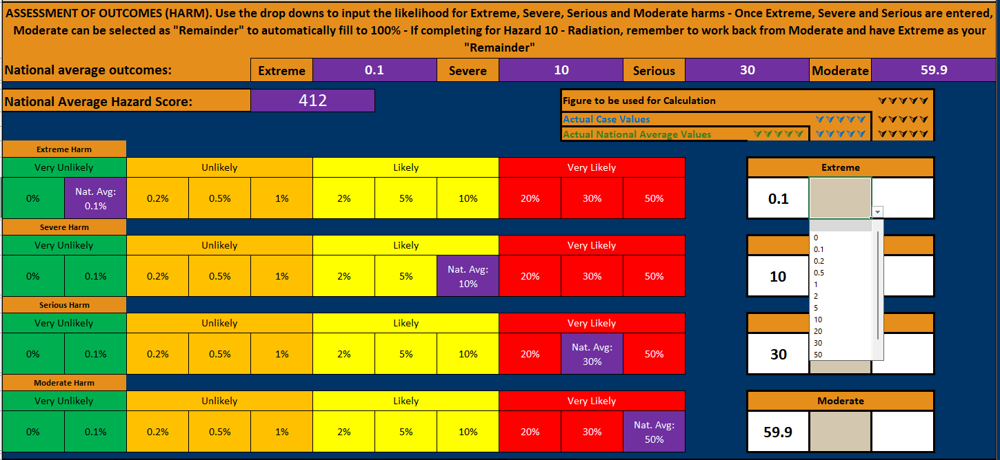 ASSESSMENT OF OUTCOMES (HARM). Use the drop downs to input the likelihood for Extreme, Severe, Serious and Moderate harms - Once Extreme, Severe and Serious are entered,
Moderate can be selected as "Remainder" to automatically fill to 100% - If completing for Hazard 10 - Radiation, remember to work back from Moderate and have Extreme as your
"Remainder"
National average outcomes: Extreme 0.1 Severe 10 Serious 30 Moderate 59.9
National Average Hazard Score: 412
Figure to be used for Calculation
Actual Case Values
Actual National Average Values
Extreme Harm
Very Unlikely Unlikely Likely Very Likely Extreme
0% Nat. Avg: 0.2% 0.5% 1% 2% 5% 10% 20% 30% 50% 0.1
0.1%
Severe Harm
Very Unlikely Unlikely Likely Very Likely
0% 0.1% 0.2% 0.5% 1% 2% 5% Nat. Avg: 20% 30% 50% 10
10%
Serious Harm
Very Unlikely Unlikely Likely Very Likely
0% 0.1% 0.2% 0.5% 1% 2% 5% 10% 20% Nat. Avg: 50% 30
30%
Moderate Harm
Very Unlikely Unlikely Likely Very Likely Moderate
0% 0.1% 0.2% 0.5% 1% 2% 5% 10% 20% 30% Nat. Avg: 59.9
50%
0
0.1
0.2
0.5
1
2
5
10
20
30
50